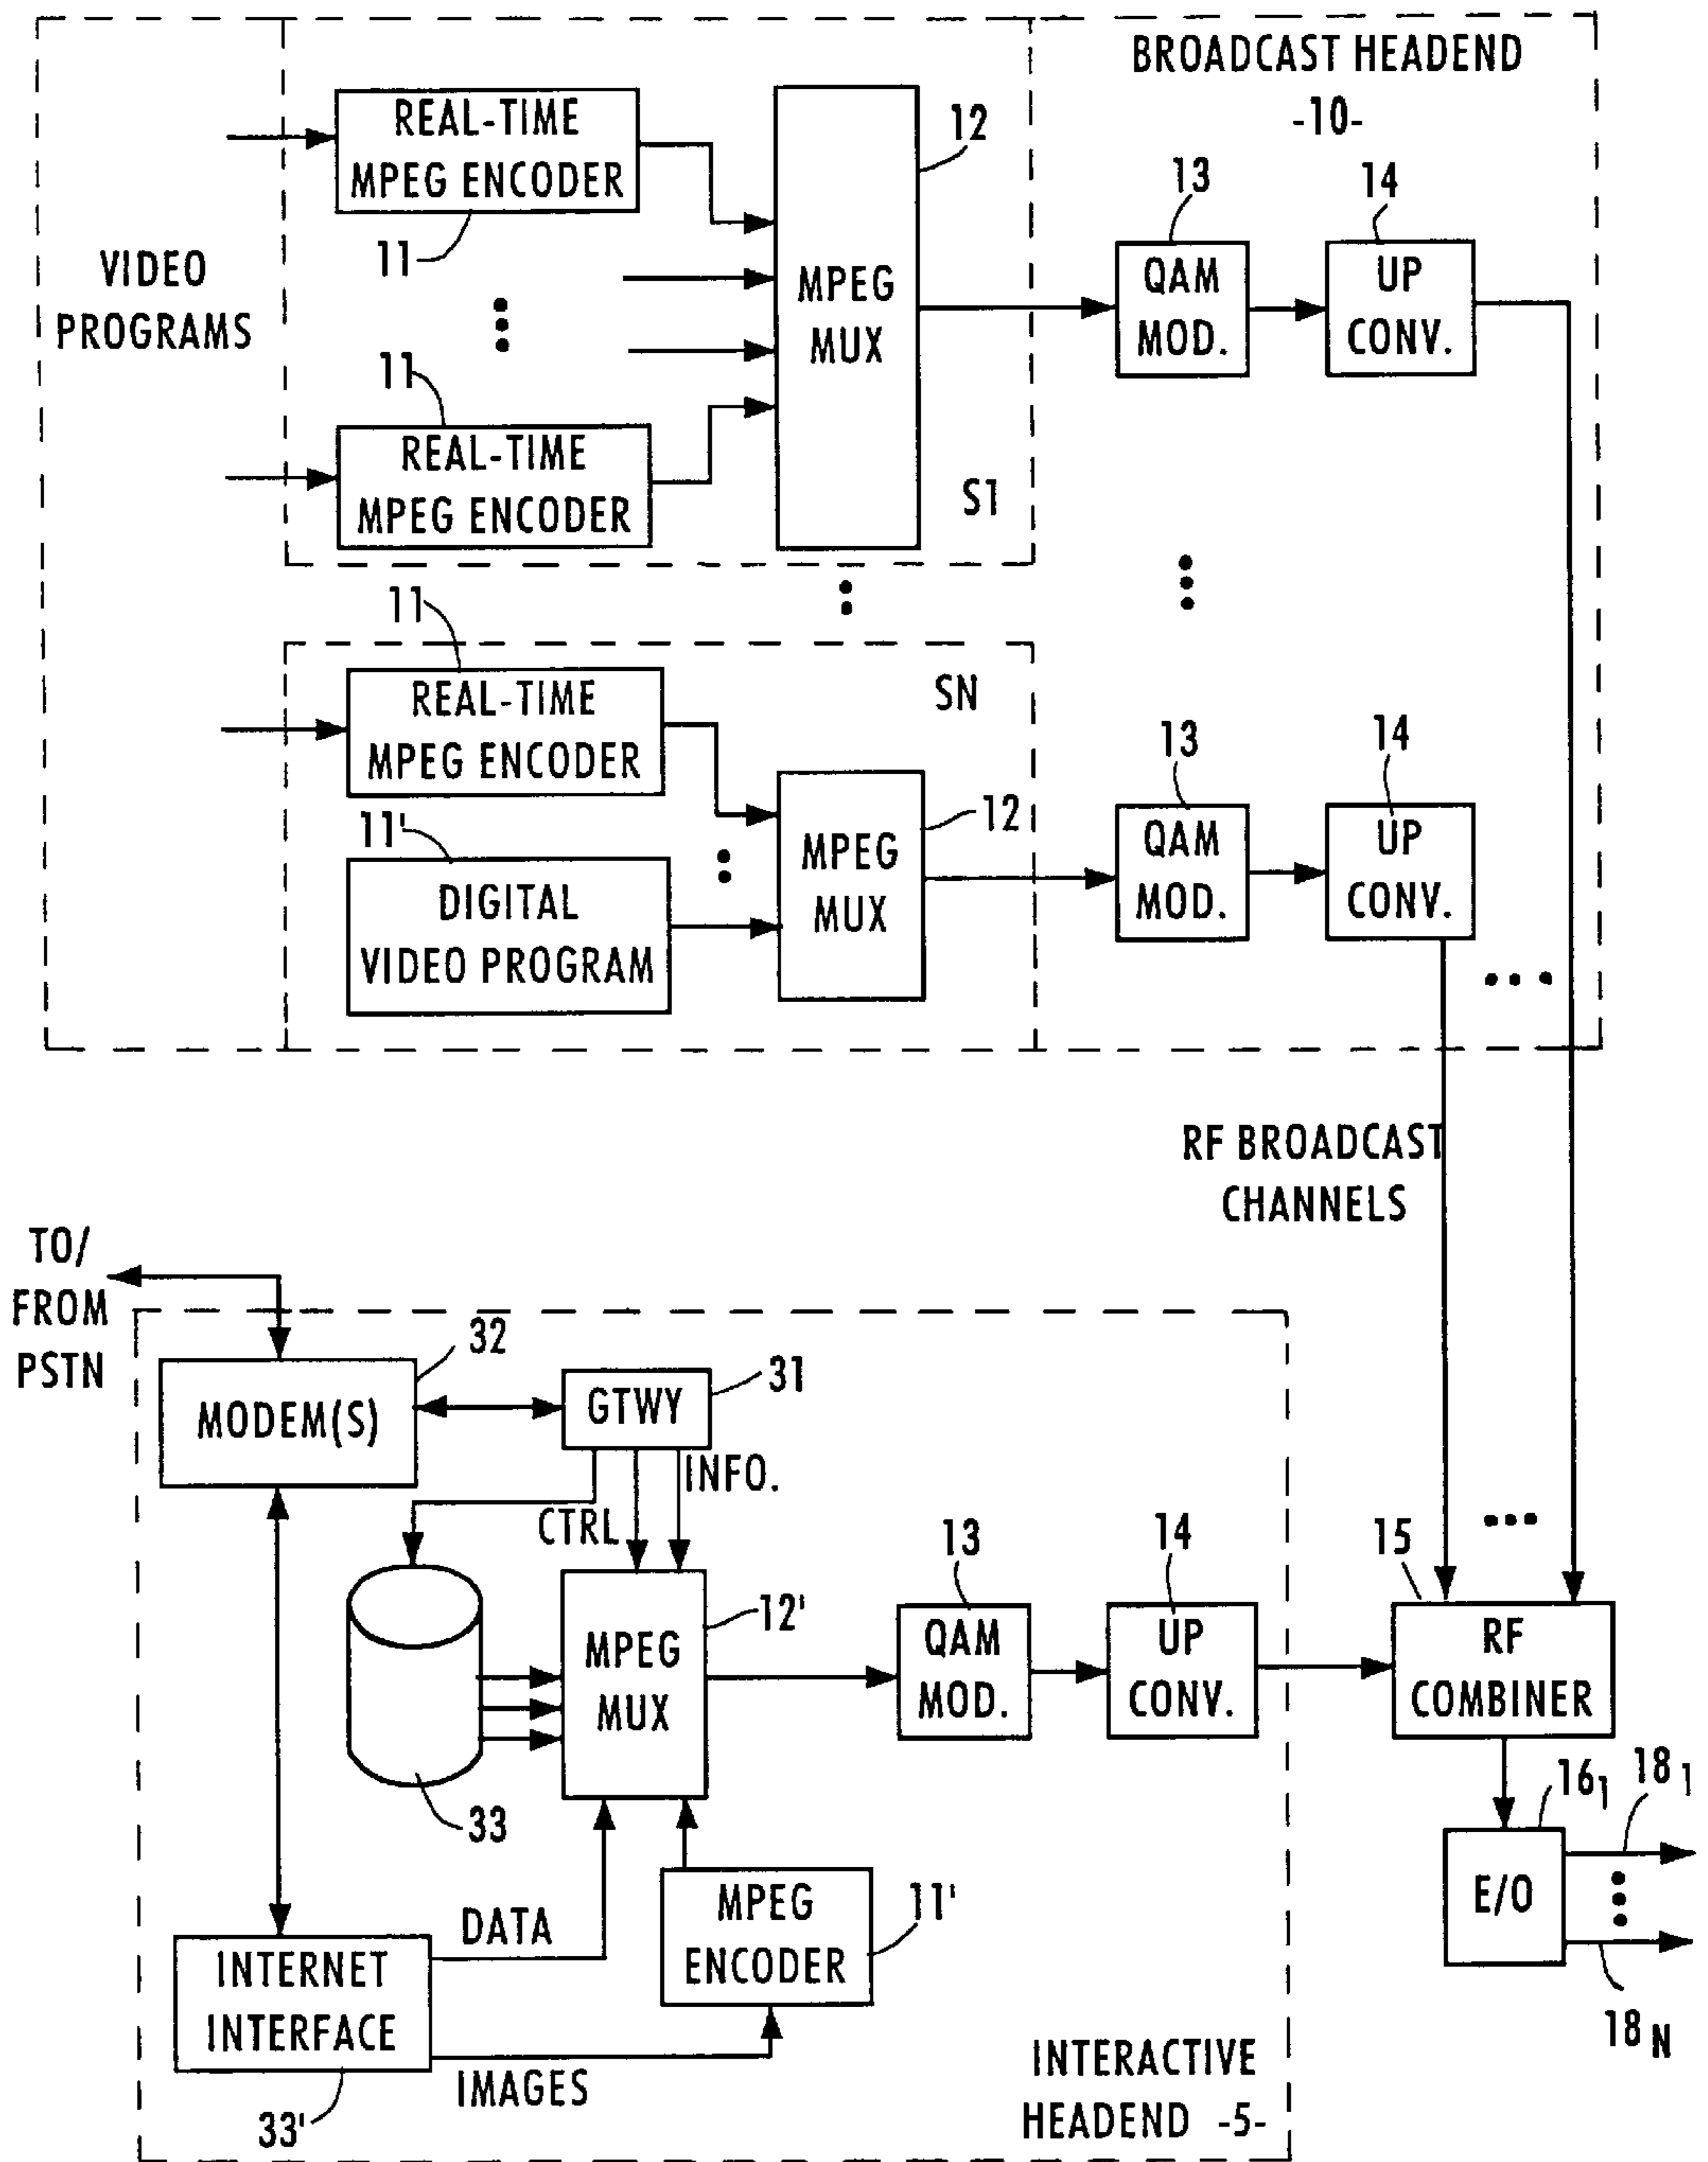 BROADCAST HEADEND
-10-
VIDEO
PROGRAMS
REAL-TIME
MPEG ENCODER
11
11
REAL-TIME
MPEG ENCODER
MPEG
MUX
12
S1
13
QAM
MOD.
14
UP
CONV.
11
REAL-TIME
MPEG ENCODER
SN
11'
DIGITAL
VIDEO PROGRAM
MPEG
MUX
12
13
QAM
MOD.
14
UP
CONV.
RF BROADCAST
CHANNELS
TO/
FROM
PSTN
32
MODEM(S)
31
GTWY
INFO.
CTRL
33
MPEG
MUX
12'
13
QAM
MOD.
14
UP
CONV.
15
RF
COMBINER
16₁
18₁
E/O
18N
DATA
MPEG
ENCODER
11'
INTERNET
INTERFACE
IMAGES
33'
INTERACTIVE
HEADEND -5-